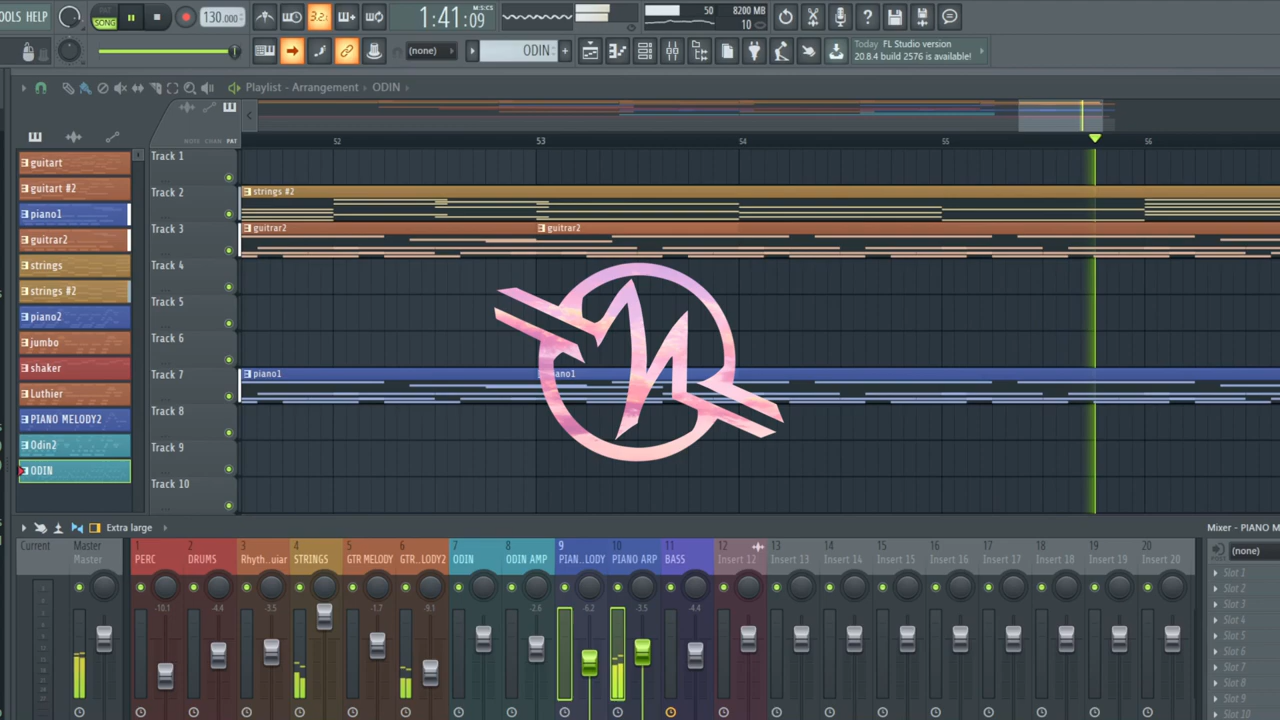 OOLS HELP
PAT
SONG
130.000
3.2.
1:41:09
50
8200 MB
10
(none)
ODIN
Today FL Studio version
20.8.4 build 2576 is available!
Playlist - Arrangement ODIN
NOTE CHAN PAT
52
53
54
55
56
guitart
guitart #2
piano1
guitrar2
strings
strings #2
piano2
jumbo
shaker
Luthier
PIANO MELODY2
Odin2
ODIN
Track 1
Track 2
strings #2
Track 3
guitrar2
guitrar2
Track 4
Track 5
Track 6
Track 7
piano1
ano1
Track 8
Track 9
Track 10
Extra large
Mixer - PIANO M
Current
Master
Master
1 2 3 4 5 6 7 8 9 10 11 12 13 14 15 16 17 18 19 20
PERC DRUMS Rhyth..uiar STRINGS GTR MELODY GTR..LODY2 ODIN ODIN AMP PIAN..LODY PIANO ARP BASS Insert 12 Insert 13 Insert 14 Insert 15 Insert 16 Insert 17 Insert 18 Insert 19 Insert 20
-10.1 -4.4 -3.5 -1.7 -9.1 -2.6 -6.2 -3.5 -4.4
(none)
Slot 1
Slot 2
Slot 3
Slot 4
Slot 5
Slot 6
Slot 7
Slot 8
Slot 9
Slot 10